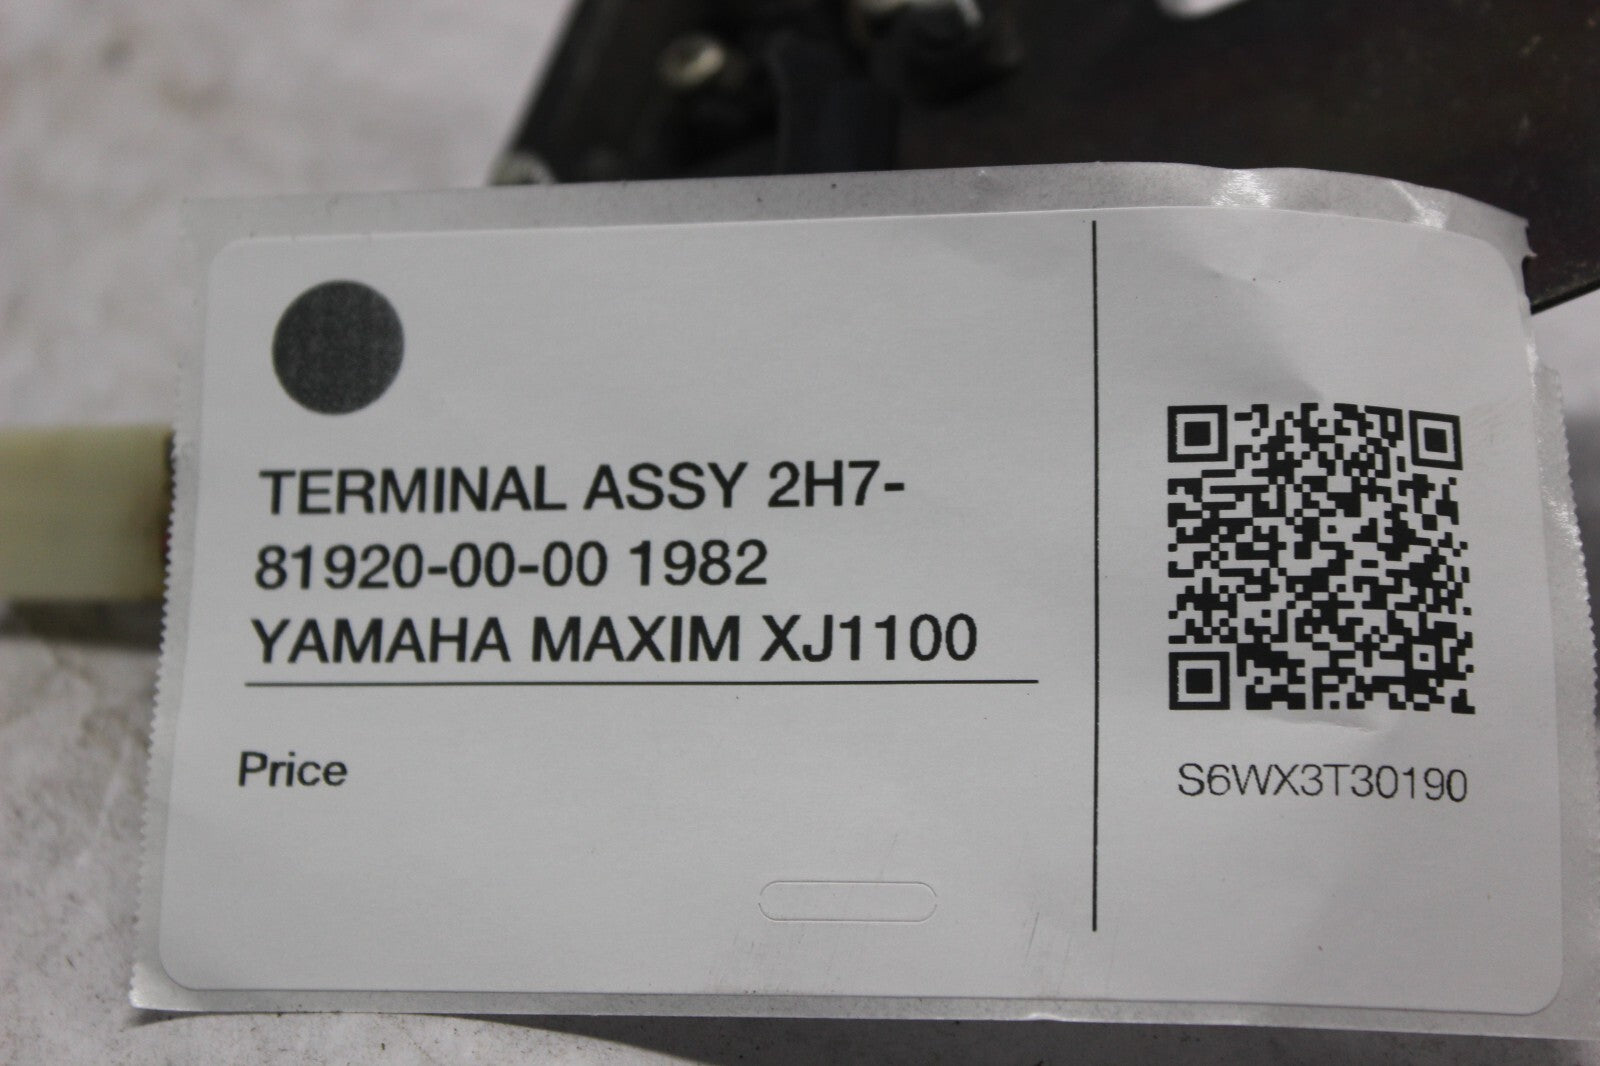 TERMINAL ASSY 2H7-
81920-00-00 1982
YAMAHA MAXIM XJ1100
Price
S6WX3T30190